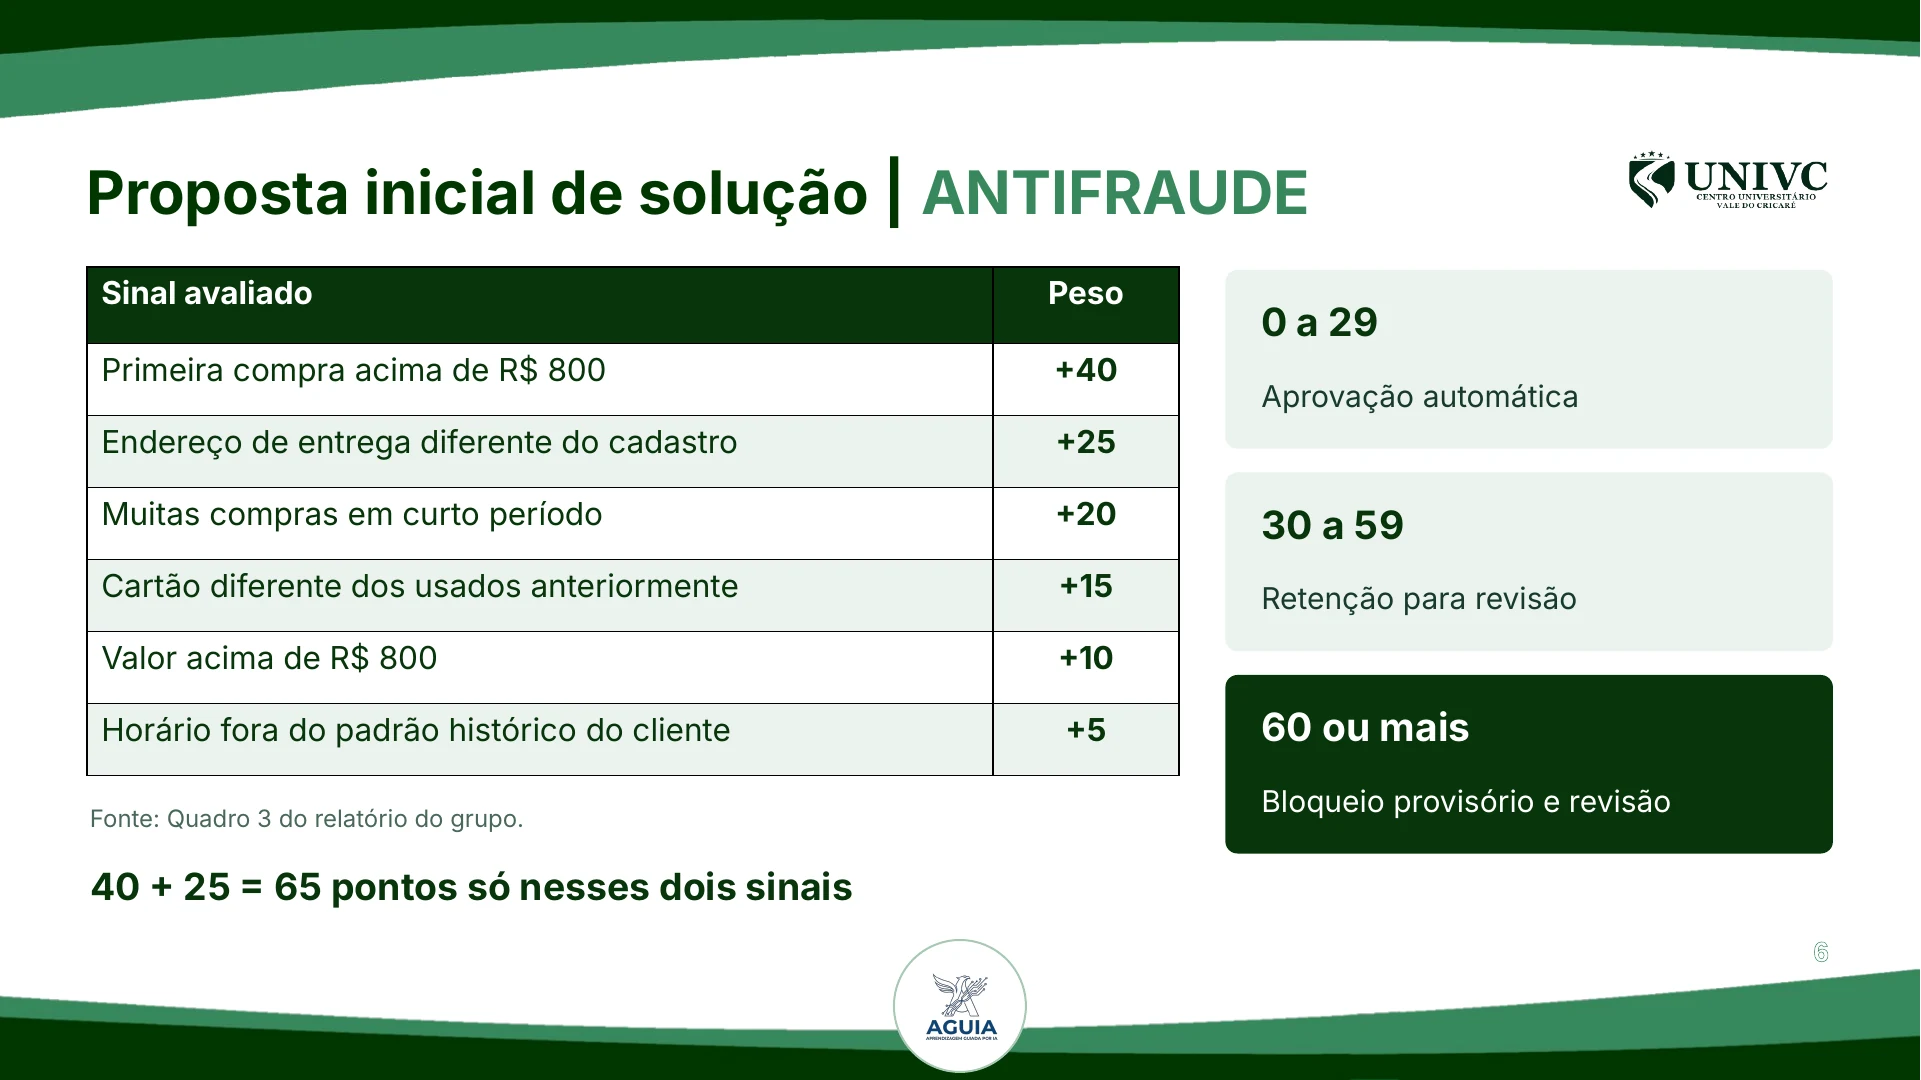 Proposta inicial de solução | ANTIFRAUDE
UNIVC
CENTRO UNIVERSITÁRIO
VALE DO CRICARÉ
Sinal avaliado Peso
Primeira compra acima de R$ 800 +40
Endereço de entrega diferente do cadastro +25
Muitas compras em curto período +20
Cartão diferente dos usados anteriormente +15
Valor acima de R$ 800 +10
Horário fora do padrão histórico do cliente +5
0 a 29
Aprovação automática
30 a 59
Retenção para revisão
60 ou mais
Bloqueio provisório e revisão
Fonte: Quadro 3 do relatório do grupo.
40 + 25 = 65 pontos só nesses dois sinais
6
AGUIA
APRENDIZAGEM GUIADA POR IA